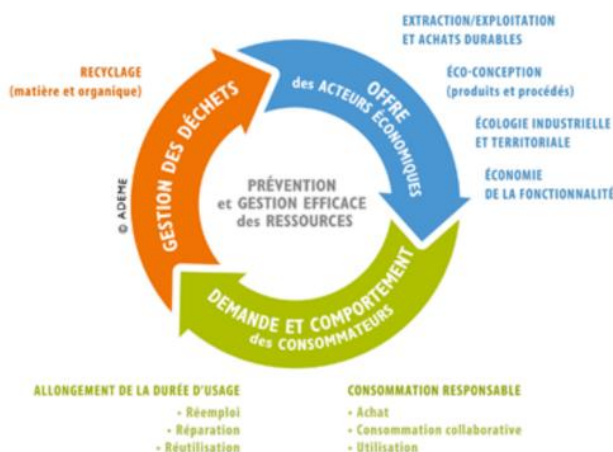 EXTRACTION/EXPLOITATION
ET ACHATS DURABLES
RECYCLAGE
(matière et organique)
ÉCO-CONCEPTION
(produits et procédés)
ÉCOLOGIE INDUSTRIELLE
ET TERRITORIALE
ÉCONOMIE
DE LA FONCTIONNALITÉ
OFFRE
des ACTEURS ÉCONOMIQUES
GESTION DES DÉCHETS
PRÉVENTION
et GESTION EFFICACE
des RESSOURCES
© ADEME
DEMANDE ET COMPORTEMENT
des CONSOMMATEURS
ALLONGEMENT DE LA DURÉE D'USAGE
• Réemploi
• Réparation
• Réutilisation
CONSOMMATION RESPONSABLE
• Achat
• Consommation collaborative
• Utilisation